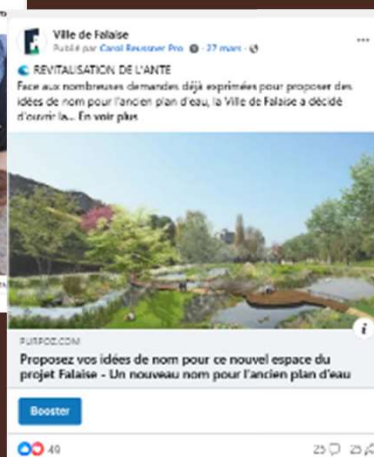 Ville de Falaise
Publié par Carol Reussner Pro · 27 mars ·
REVITALISATION DE L'ANTE
Face aux nombreuses demandes déjà exprimées pour proposer des
idées de nom pour l'ancien plan d'eau, la Ville de Falaise a décidé
d'ouvrir la... En voir plus
PURPOZ.COM
Proposez vos idées de nom pour ce nouvel espace du
projet Falaise - Un nouveau nom pour l'ancien plan d'eau
Booster
49
25 25